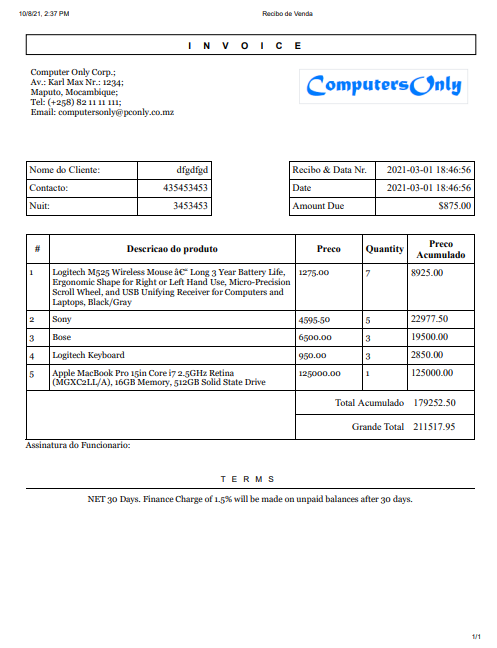 10/8/21, 2:37 PM Recibo de Venda
I N V O I C E
Computer Only Corp.;
Av.: Karl Max Nr.: 1234;
Maputo, Mocambique;
Tel: (+258) 82 11 11 111;
Email: computersonly@pconly.co.mz
ComputersOnly
Nome do Cliente: dfgdfgd
Contacto: 435453453
Nuit: 3453453
Recibo & Data Nr. 2021-03-01 18:46:56
Date 2021-03-01 18:46:56
Amount Due $875.00
# Descricao do produto Preco Quantity Preco
Acumulado
1 Logitech M525 Wireless Mouse â€“ Long 3 Year Battery Life, 1275.00 7 8925.00
Ergonomic Shape for Right or Left Hand Use, Micro-Precision
Scroll Wheel, and USB Unifying Receiver for Computers and
Laptops, Black/Gray
2 Sony 4595.50 5 22977.50
3 Bose 6500.00 3 19500.00
4 Logitech Keyboard 950.00 3 2850.00
5 Apple MacBook Pro 15in Core i7 2.5GHz Retina 125000.00 1 125000.00
(MGXC2LL/A), 16GB Memory, 512GB Solid State Drive
Total Acumulado 179252.50
Grande Total 211517.95
Assinatura do Funcionario:
T E R M S
NET 30 Days. Finance Charge of 1.5% will be made on unpaid balances after 30 days.
1/1